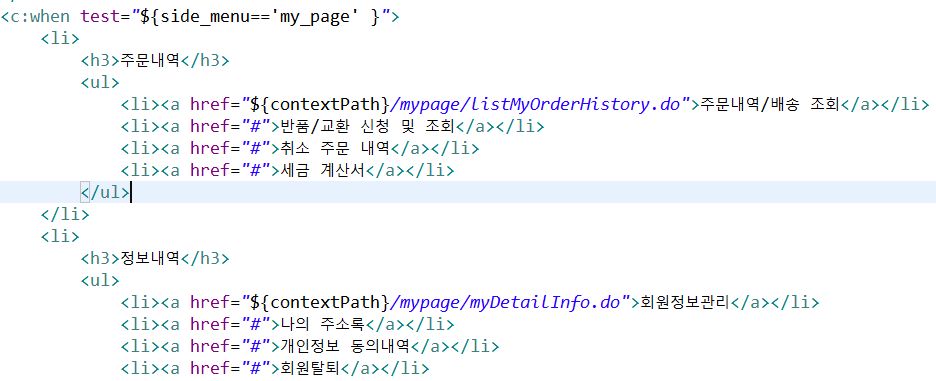 <c:when test="${side_menu=='my_page' }">
<li>
<h3>주문내역</h3>
<ul>
<li><a href="${contextPath}/mypage/listMyOrderHistory.do">주문내역/배송 조회</a></li>
<li><a href="#">반품/교환 신청 및 조회</a></li>
<li><a href="#">취소 주문 내역</a></li>
<li><a href="#">세금 계산서</a></li>
</ul>
</li>
<li>
<h3>정보내역</h3>
<ul>
<li><a href="${contextPath}/mypage/myDetailInfo.do">회원정보관리</a></li>
<li><a href="#">나의 주소록</a></li>
<li><a href="#">개인정보 동의내역</a></li>
<li><a href="#">회원탈퇴</a></li>